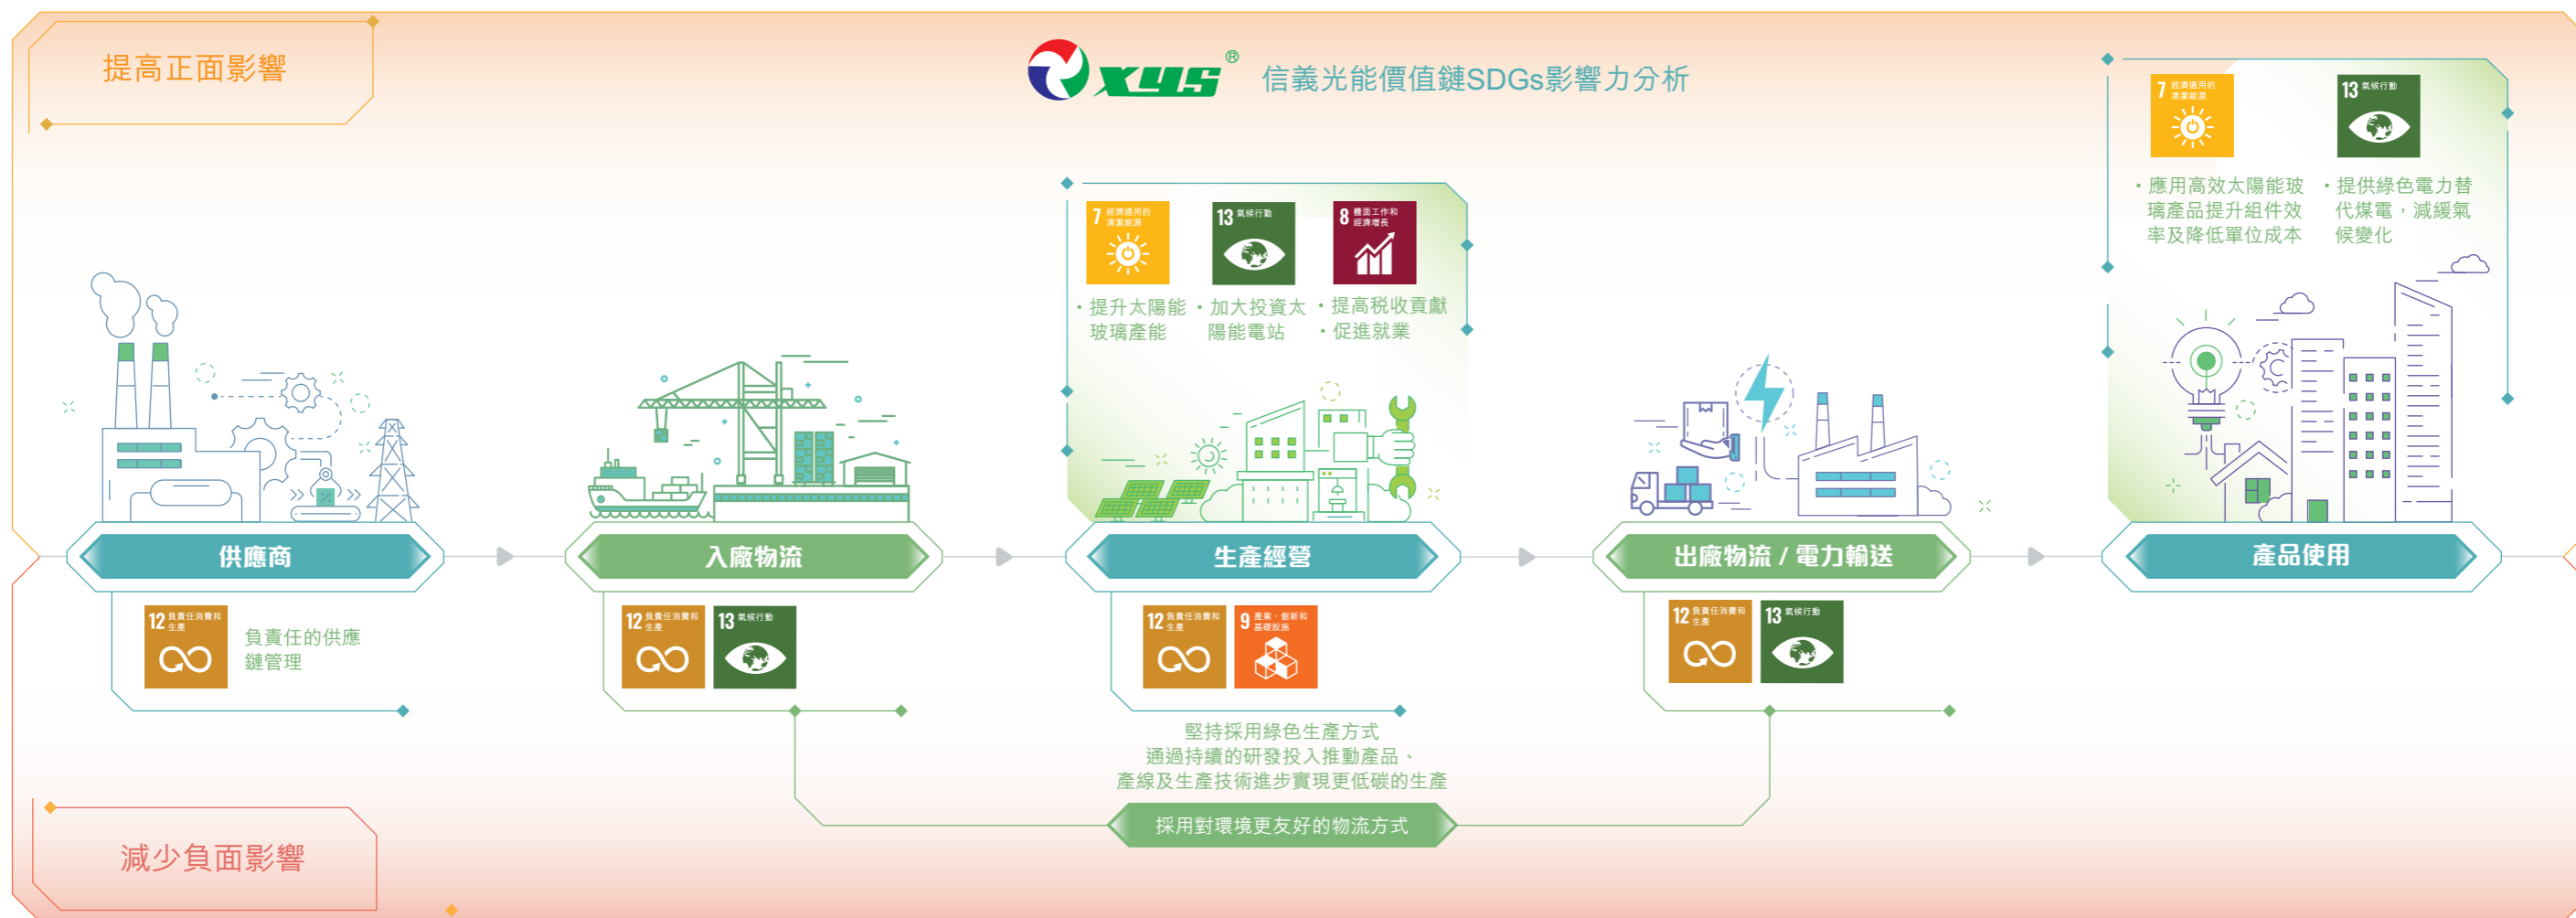 提高正面影響
XYS®
信義光能價值鏈SDGs影響力分析
7 經濟適用的
清潔能源
13 氣候行動
・應用高效太陽能玻
璃產品提升組件效
率及降低單位成本
・提供綠色電力替
代煤電，減緩氣
候變化
7 經濟適用的
清潔能源
13 氣候行動
8 體面工作和
經濟增長
・提升太陽能
玻璃產能
・加大投資太
陽能電站
・提高税收貢獻
・促進就業
供應商
入廠物流
生產經營
出廠物流 / 電力輸送
產品使用
12 負責任消費和
生產
負責任的供應
鏈管理
12 負責任消費和
生產
13 氣候行動
12 負責任消費和
生產
9 產業、創新和
基礎設施
12 負責任消費和
生產
13 氣候行動
堅持採用綠色生產方式
通過持續的研發投入推動產品、
產線及生產技術進步實現更低碳的生產
採用對環境更友好的物流方式
減少負面影響